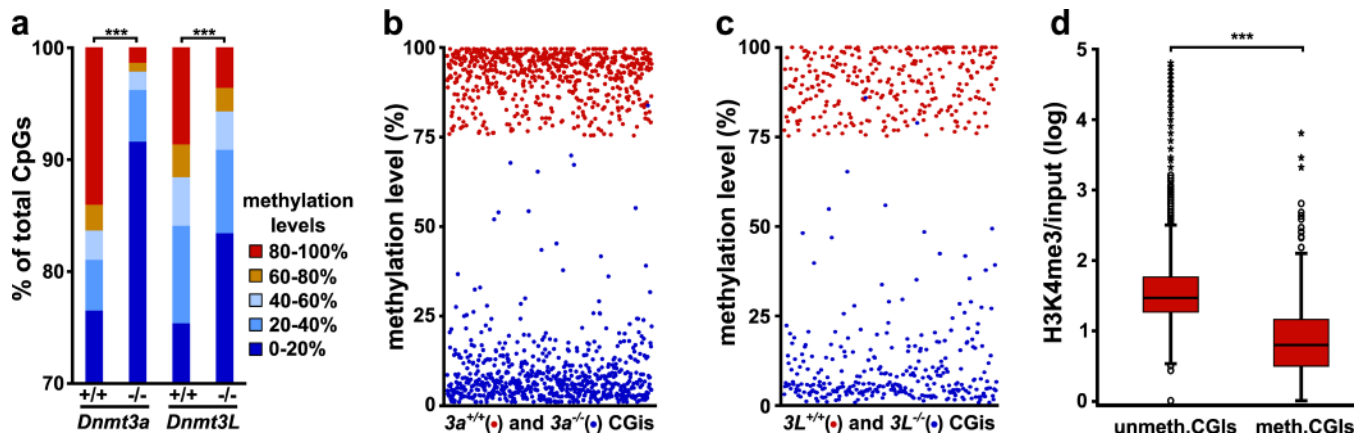 a
% of total CpGs
100
90
80
70
*** ***
+/+ -/- +/+ -/-
Dnmt3a Dnmt3L
methylation
levels
80-100%
60-80%
40-60%
20-40%
0-20%
b
methylation level (%)
100
75
50
25
0
3a+/+(•) and 3a-/-(•) CGis
c
methylation level (%)
100
75
50
25
0
3L+/+(•) and 3L-/-(•) CGis
d
H3K4me3/input (log)
5
4
3
2
1
0
***
unmeth.CGIs meth.CGIs